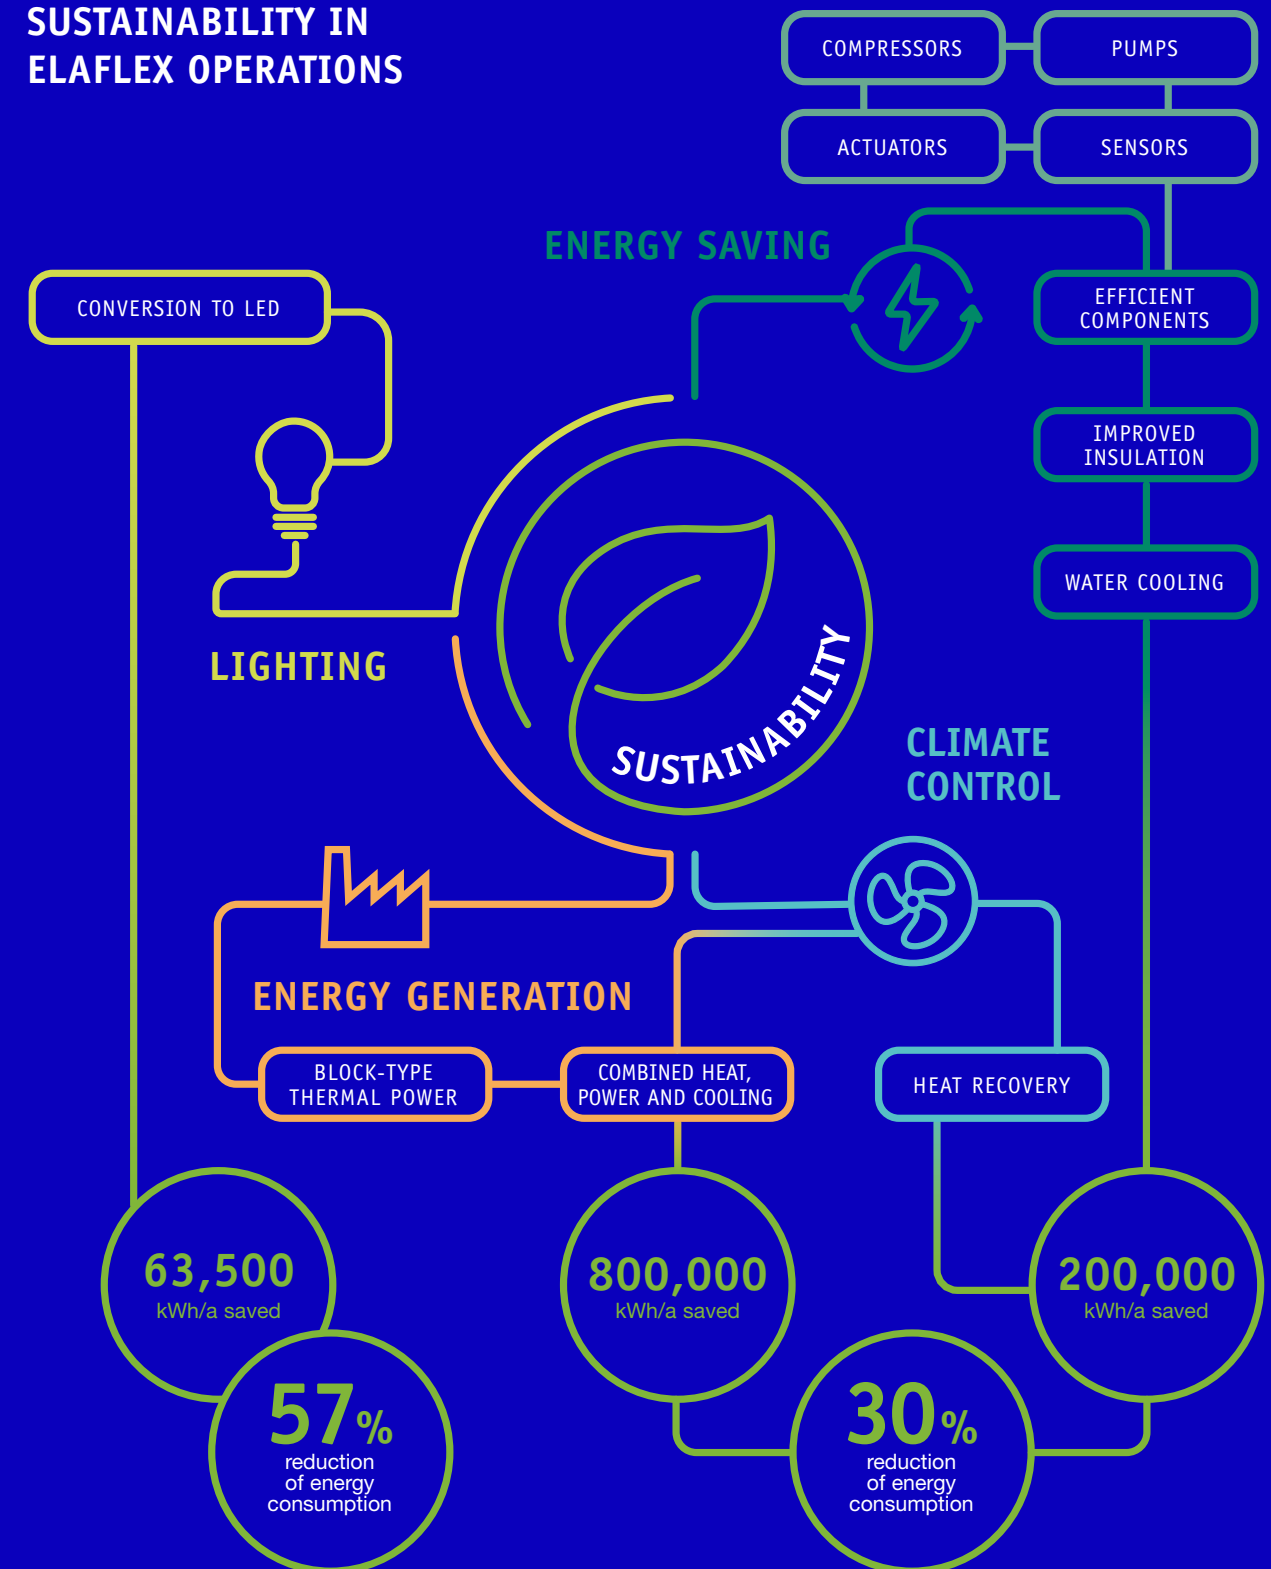 SUSTAINABILITY IN
ELAFLEX OPERATIONS
COMPRESSORS
PUMPS
ACTUATORS
SENSORS
ENERGY SAVING
CONVERSION TO LED
EFFICIENT
COMPONENTS
IMPROVED
INSULATION
WATER COOLING
LIGHTING
SUSTAINABILITY
CLIMATE
CONTROL
ENERGY GENERATION
BLOCK-TYPE
THERMAL POWER
COMBINED HEAT,
POWER AND COOLING
HEAT RECOVERY
63,500
kWh/a saved
800,000
kWh/a saved
200,000
kWh/a saved
57%
reduction
of energy
consumption
30%
reduction
of energy
consumption